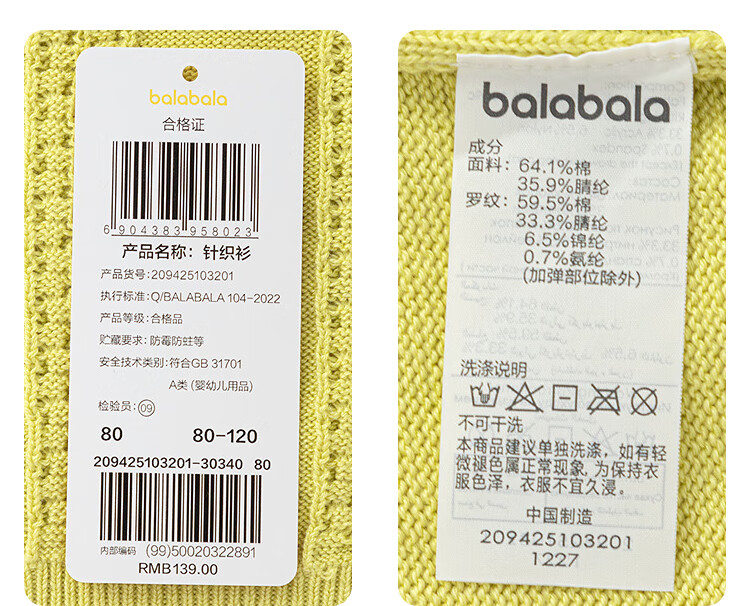 balabala
合格证
6 904383 958023
产品名称：针织衫
产品货号:209425103201
执行标准:Q/BALABALA 104-2022
产品等级:合格品
贮藏要求:防霉防蛀等
安全技术类别:符合GB 31701
A类 (婴幼儿用品)
检验员:09
80 80-120
209425103201-30340 80
内部编码 (99)50020322891
RMB139.00
balabala
成分
面料: 64.1%棉
35.9%腈纶
罗纹: 59.5%棉
33.3%腈纶
6.5%锦纶
0.7%氨纶
(加弹部位除外)
洗涤说明
不可干洗
本商品建议单独洗涤，如有轻
微褪色属正常现象,为保持衣
服色泽，衣服不宜久浸。
中国制造
209425103201
1227